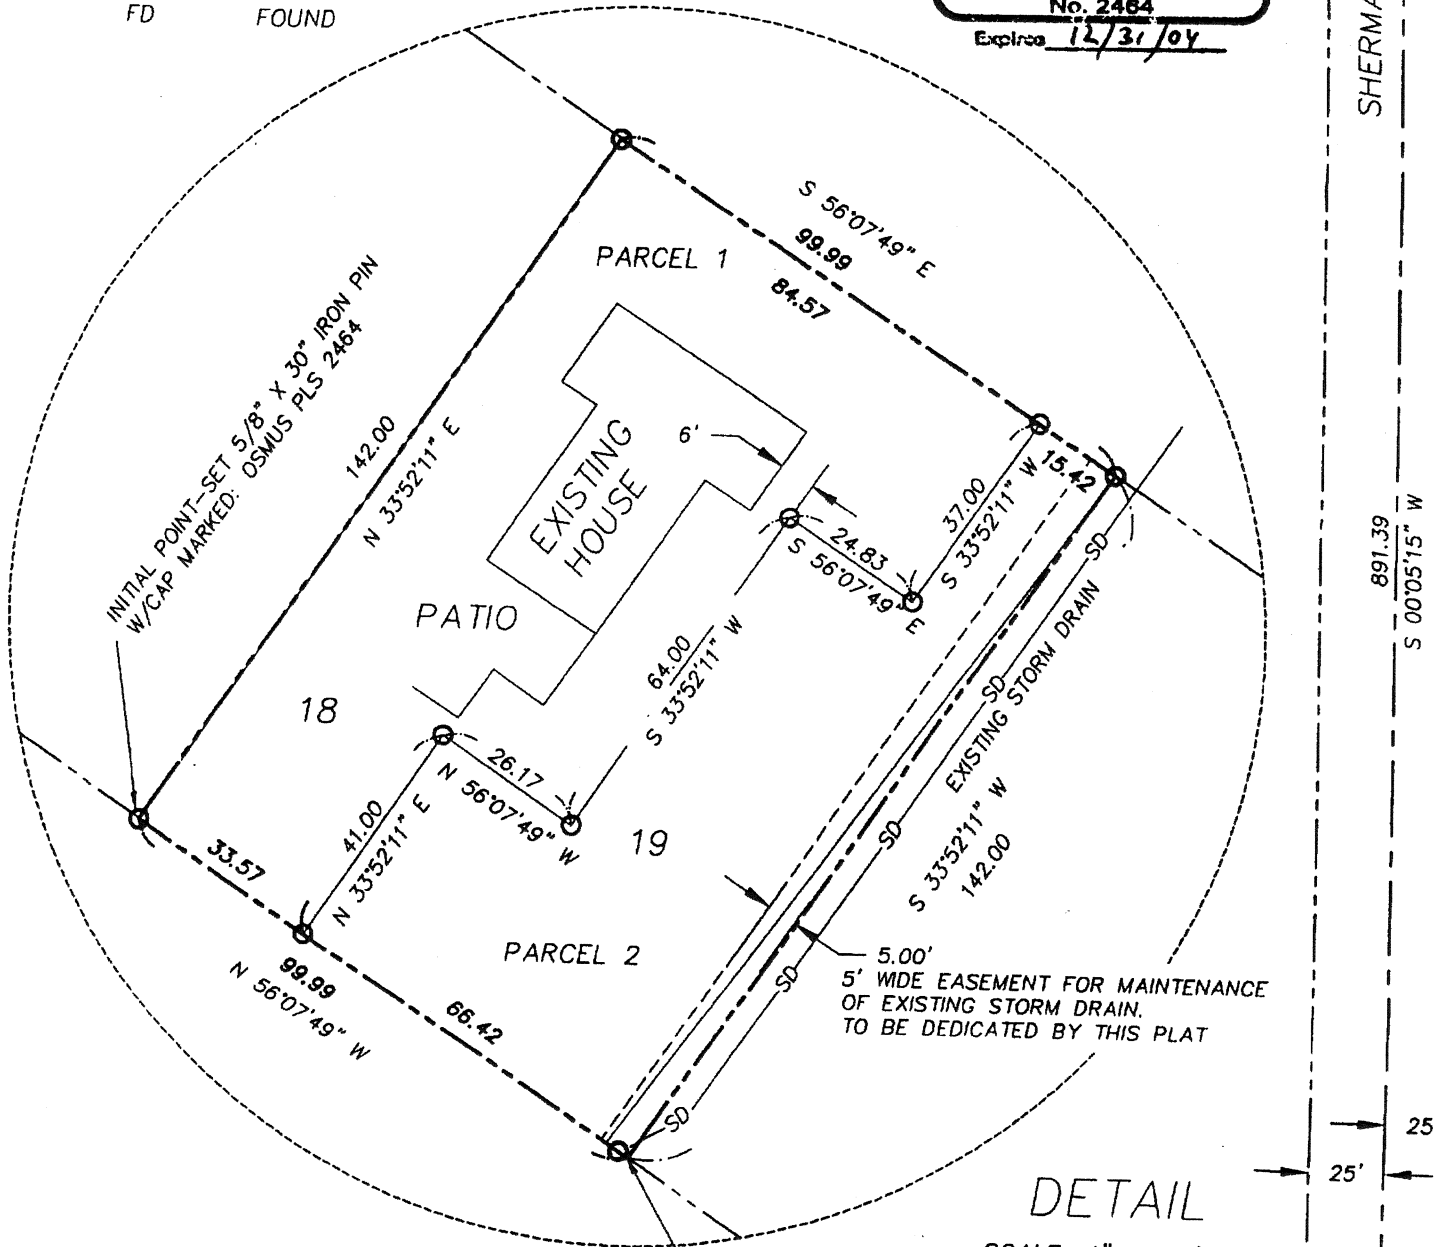 FD FOUND
No. 2464
Expires 12/31/04
S 56°07'49" E
99.99
84.57
PARCEL 1
INITIAL POINT-SET 5/8" X 30" IRON PIN
W/CAP MARKED: OSMUS PLS 2464
142.00
N 33°52'11" E
6'
EXISTING
HOUSE
15.42
37.00
S 33°52'11" W
24.83
S 56°07'49" E
SD
EXISTING STORM DRAIN
SD
SD
SD
SD
PATIO
64.00
S 33°52'11" W
18
26.17
N 56°07'49" W
41.00
N 33°52'11" E
19
S 33°52'11" W
142.00
33.57
99.99
N 56°07'49" W
66.42
PARCEL 2
5.00'
5' WIDE EASEMENT FOR MAINTENANCE
OF EXISTING STORM DRAIN.
TO BE DEDICATED BY THIS PLAT
891.39
S 00°05'15" W
25
25'
DETAIL